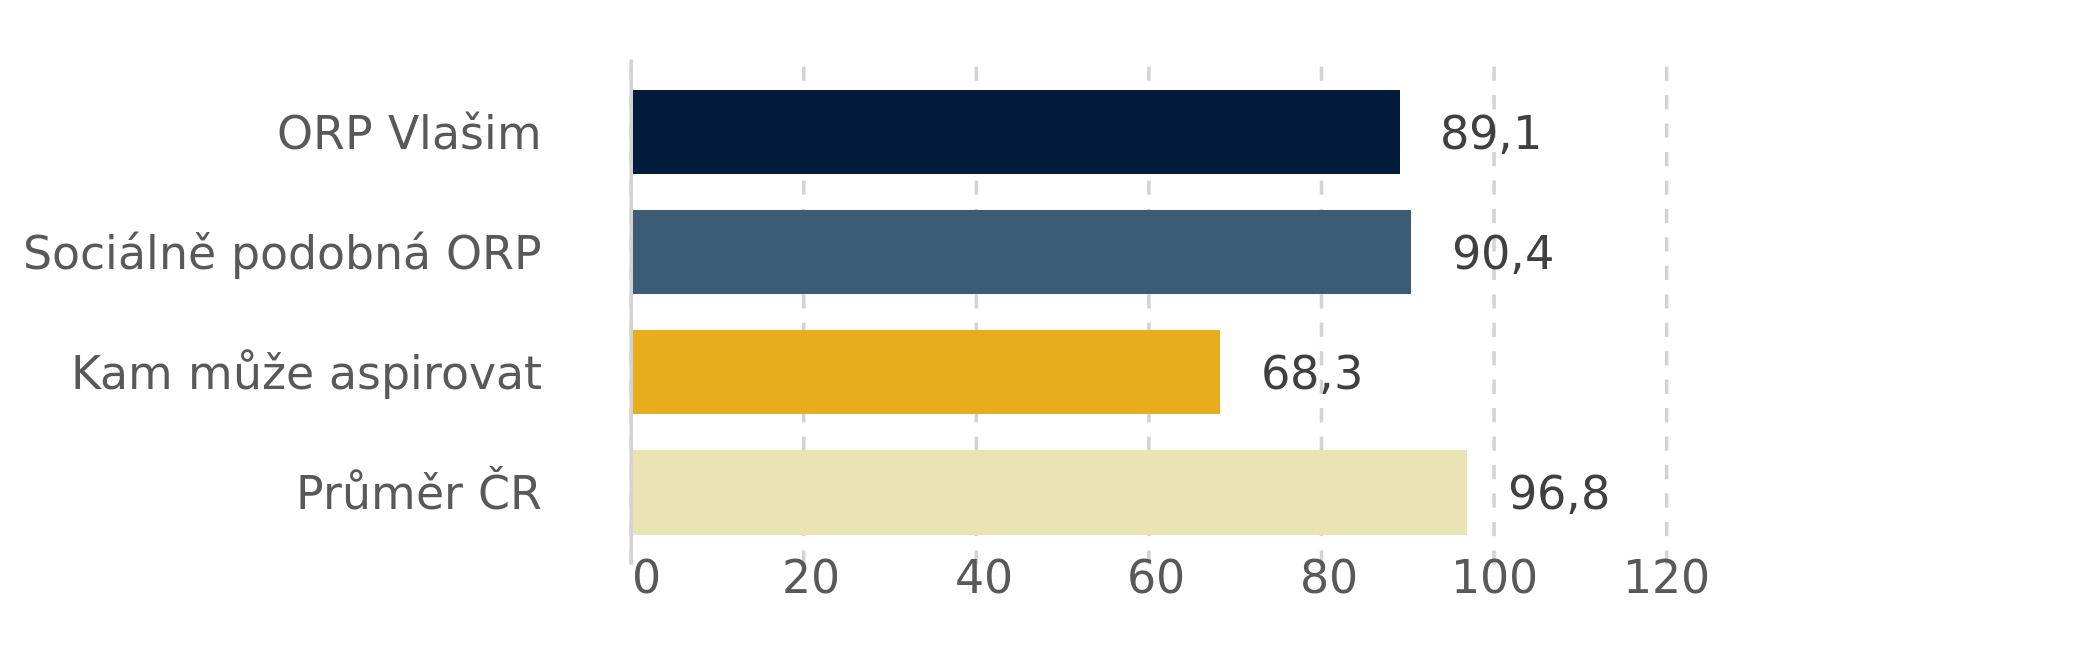 ORP Vlašim 89,1
Sociálně podobná ORP 90,4
Kam může aspirovat 68,3
Průměr ČR 96,8
0 20 40 60 80 100 120